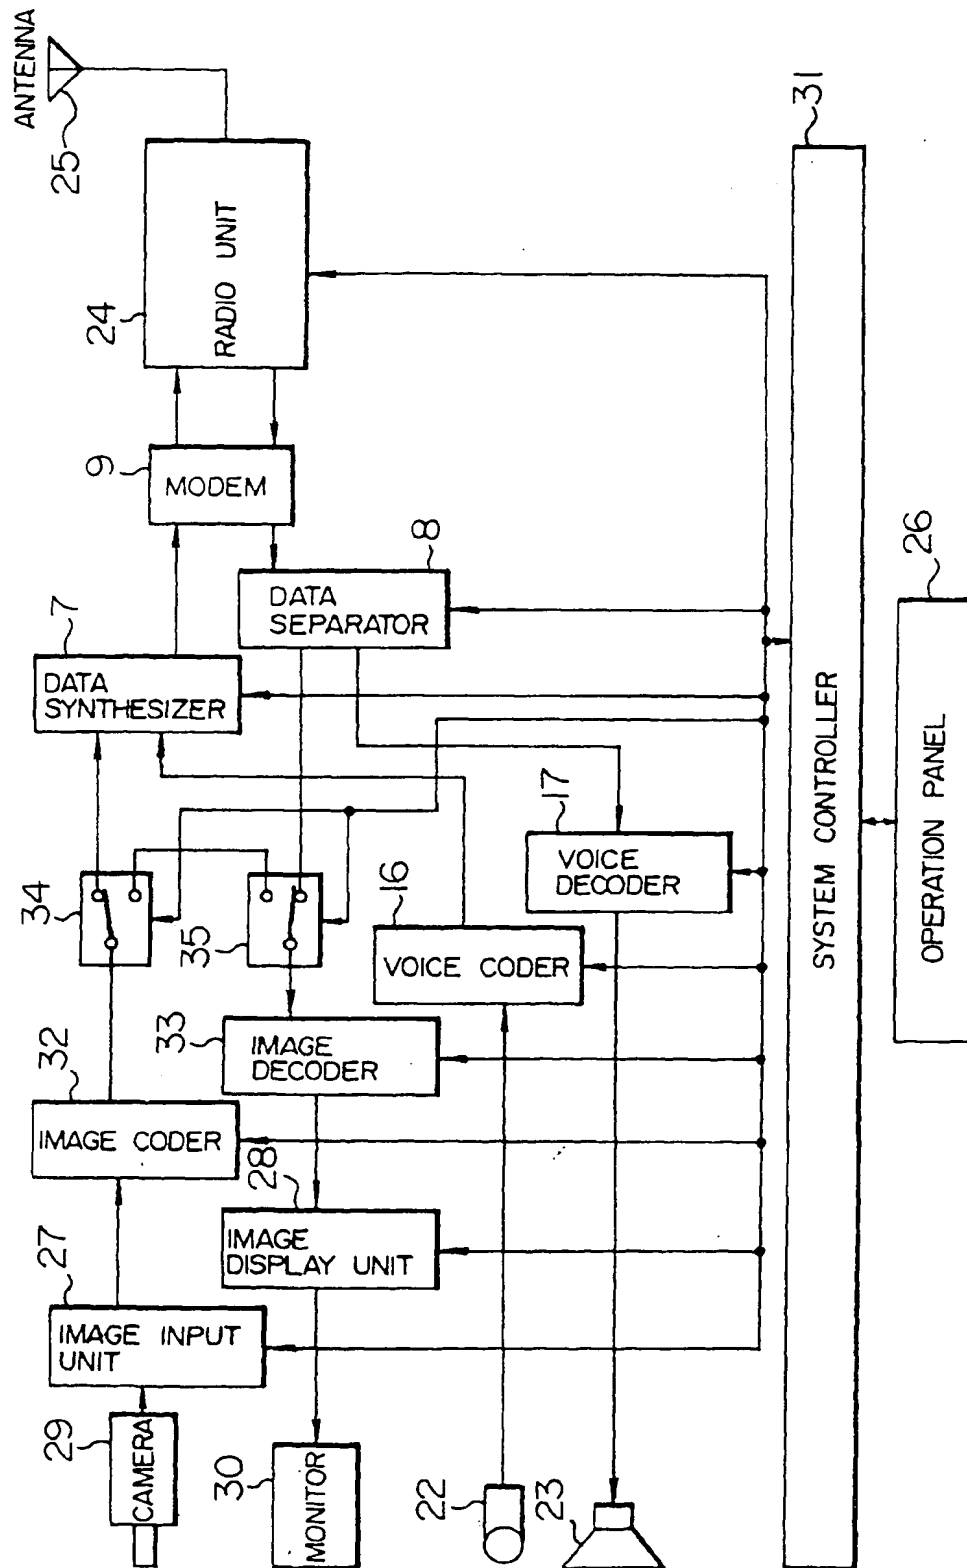 ANTENNA
25
24
RADIO UNIT
9
MODEM
8
DATA
SEPARATOR
7
DATA
SYNTHESIZER
34
35
17
VOICE
DECODER
16
VOICE CODER
33
IMAGE
DECODER
32
IMAGE CODER
28
IMAGE
DISPLAY UNIT
27
IMAGE INPUT
UNIT
29
CAMERA
30
MONITOR
22
23
31
SYSTEM CONTROLLER
26
OPERATION PANEL